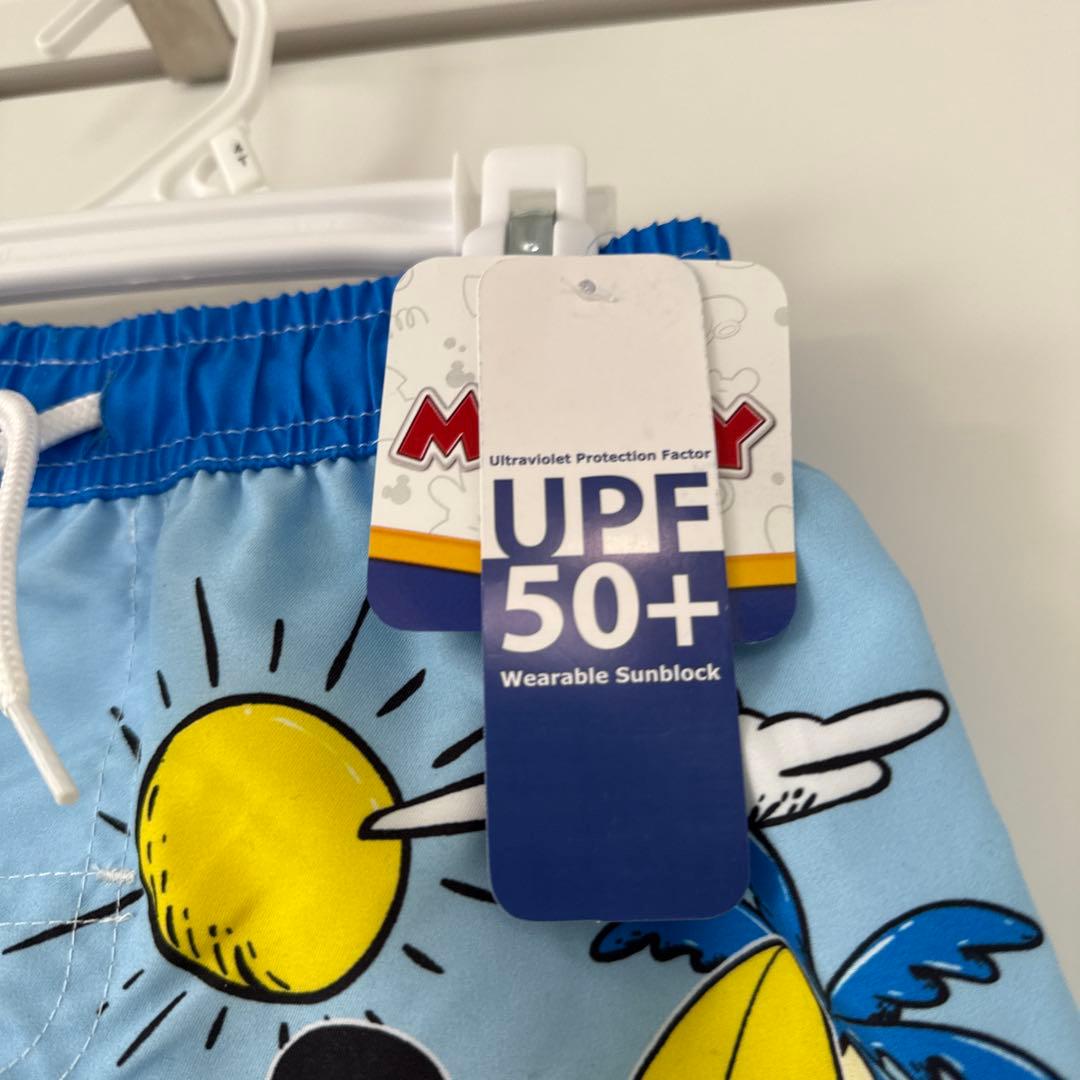 M
Y
Ultraviolet Protection Factor
UPF
50+
Wearable Sunblock